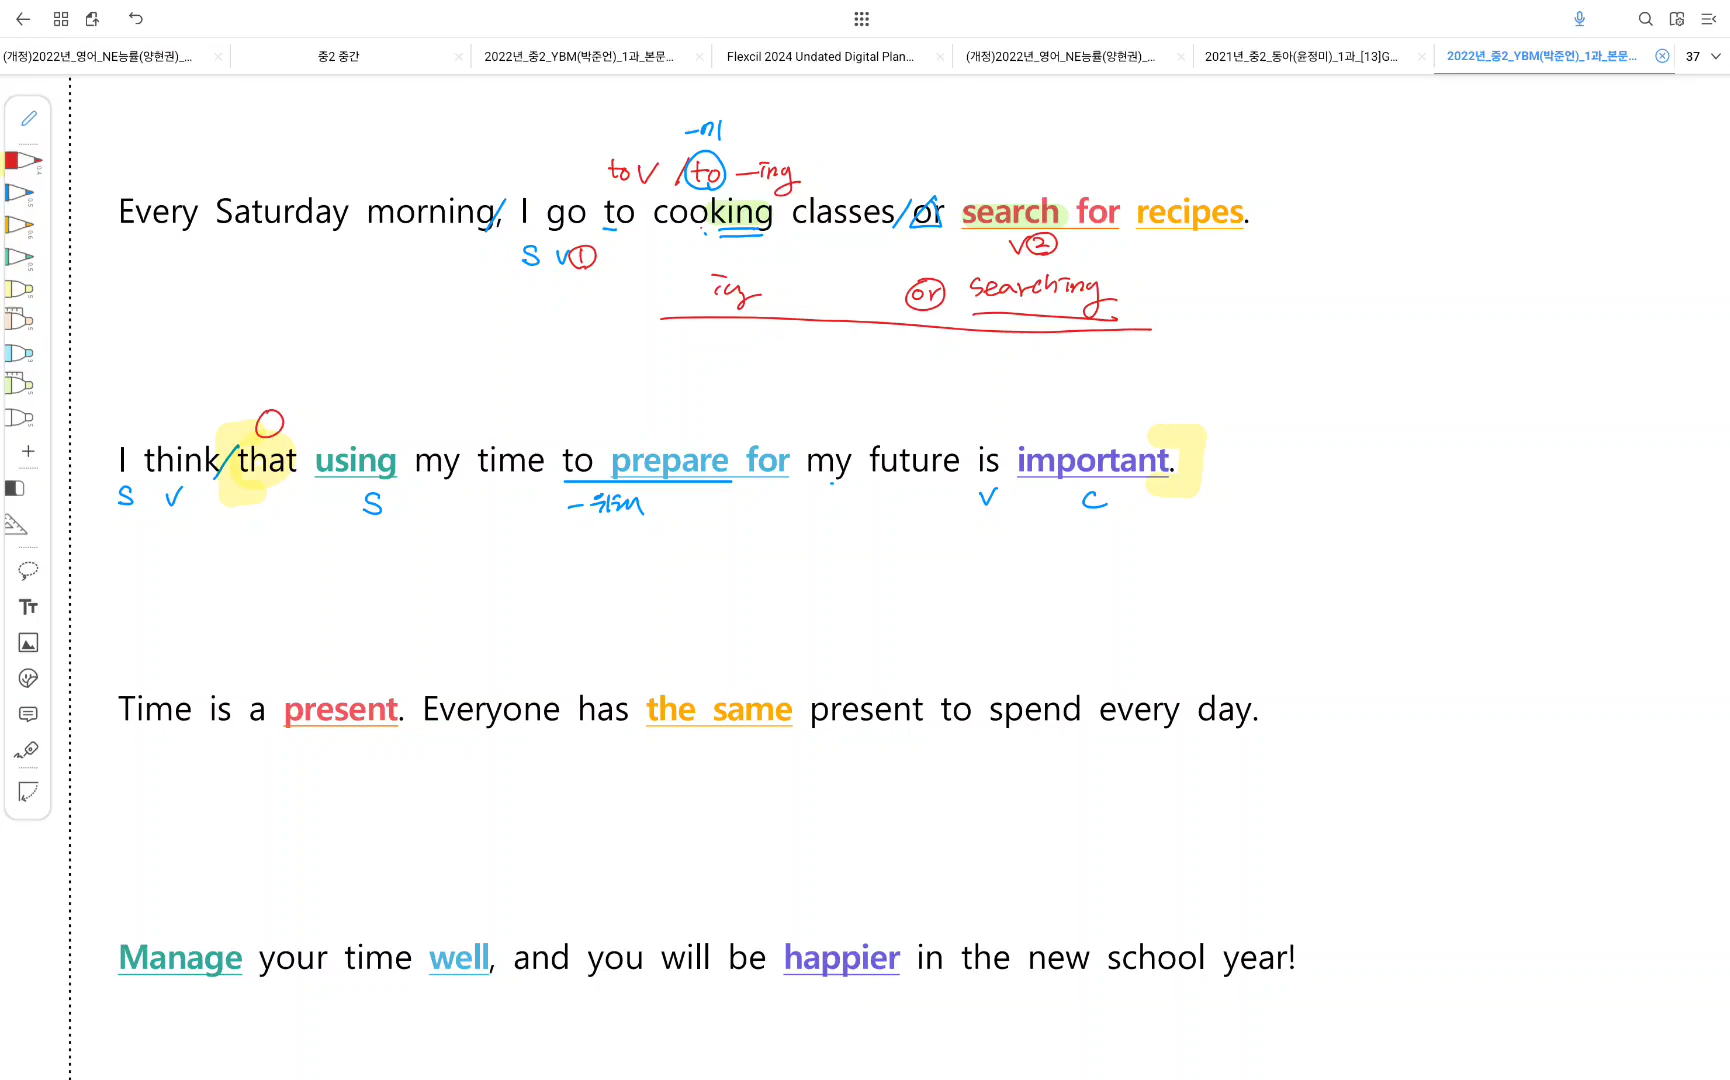 (개정)2022년_영어_NE능률(양현권)_...
중2 중간
2022년_중2_YBM(박준언)_1과_본문...
Flexcil 2024 Undated Digital Plan...
(개정)2022년_영어_NE능률(양현권)_...
2021년_중2_동아(윤정미)_1과_[13]G...
2022년_중2_YBM(박준언)_1과_본문...
37
-에
to V / to -ing
Every Saturday morning, I go to cooking classes or search for recipes.
S V① V②
ing or searching
O
I think that using my time to prepare for my future is important.
S V S -위해 V C
Time is a present. Everyone has the same present to spend every day.
Manage your time well, and you will be happier in the new school year!